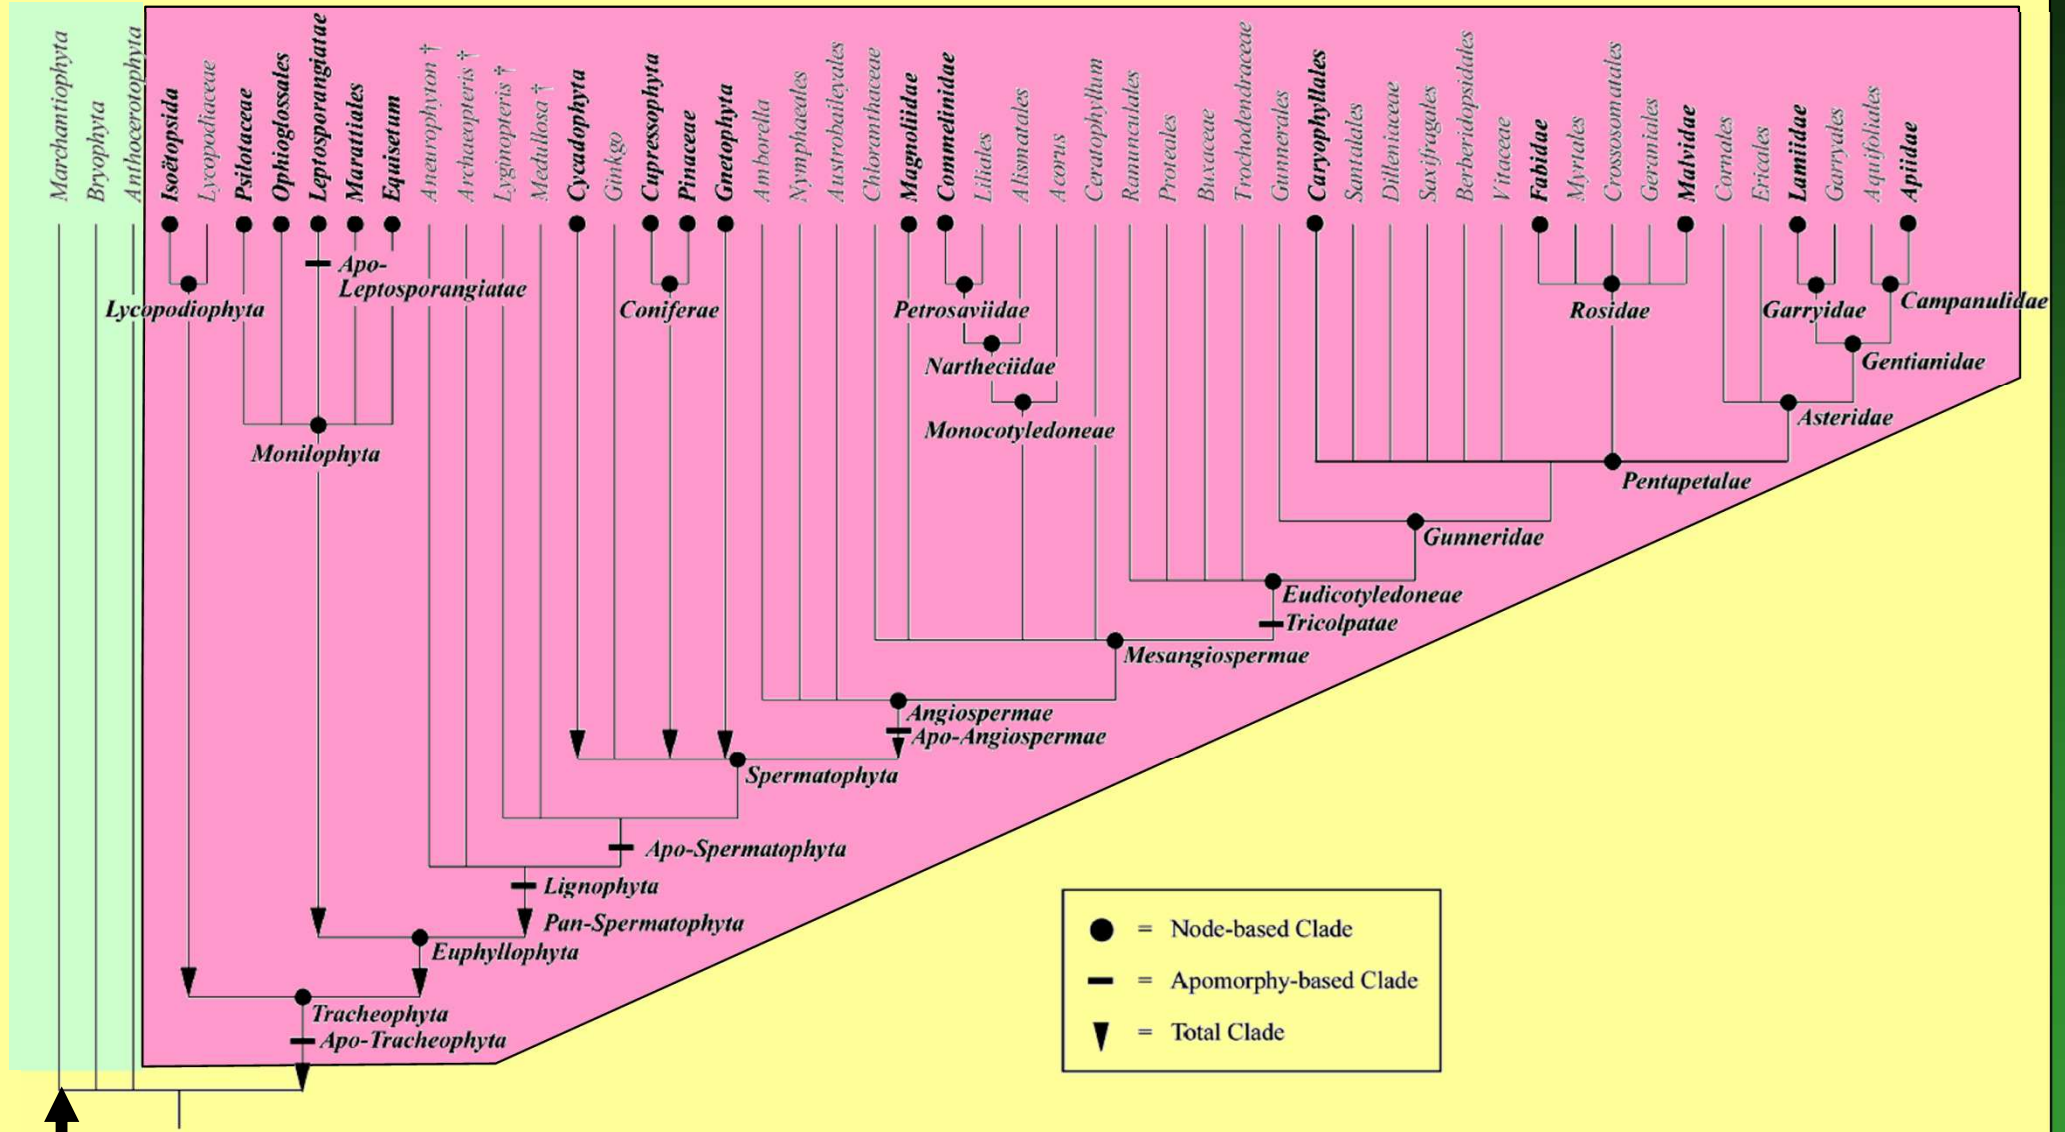 Marchantiophyta
Bryophyta
Anthocerotophyta
Isoëtopsida
Lycopodiaceae
Psilotaceae
Ophioglossales
Leptosporangiatae
Marattiales
Equisetum
Aneurophyton †
Archaeopteris †
Lyginopteris †
Medullosa †
Cycadophyta
Ginkgo
Cupressophyta
Pinaceae
Gnetophyta
Amborella
Nymphaeales
Austrobaileyales
Chloranthaceae
Magnoliidae
Commelinidae
Liliales
Alismatales
Acorus
Ceratophyllum
Ranunculales
Proteales
Buxaceae
Trochodendraceae
Gunnerales
Caryophyllales
Santalales
Dilleniaceae
Saxifragales
Berberidopsidales
Vitaceae
Fabidae
Myrtales
Crossosomatales
Geraniales
Malvidae
Cornales
Ericales
Lamiidae
Garryales
Aquifoliales
Apiidae
Apo-
Leptosporangiatae
Lycopodiophyta
Coniferae
Petrosaviidae
Rosidae
Garryidae
Campanulidae
Nartheciidae
Gentianidae
Monocotyledoneae
Asteridae
Monilophyta
Pentapetalae
Gunneridae
Eudicotyledoneae
Tricolpatae
Mesangiospermae
Angiospermae
Apo-Angiospermae
Spermatophyta
Apo-Spermatophyta
Lignophyta
Pan-Spermatophyta
Euphyllophyta
Tracheophyta
Apo-Tracheophyta
= Node-based Clade
= Apomorphy-based Clade
= Total Clade